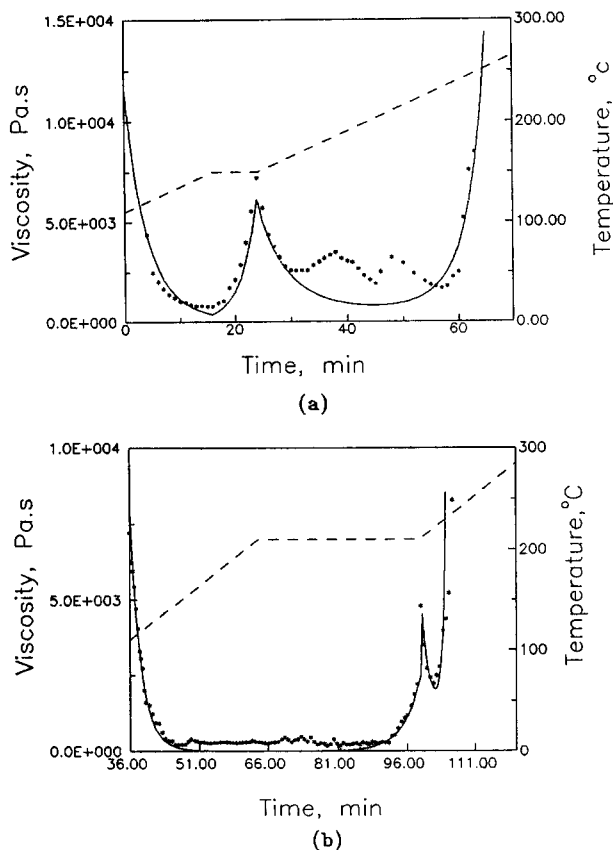 1.5E+004
1.0E+004
5.0E+003
0.0E+000
Viscosity, Pa.s
300.00
200.00
100.00
0.00
Temperature, °C
0 20 40 60
Time, min
(a)
1.0E+004
5.0E+003
0.0E+000
Viscosity, Pa.s
300
200
100
0
Temperature,°C
36.00 51.00 66.00 81.00 96.00 111.00
Time, min
(b)